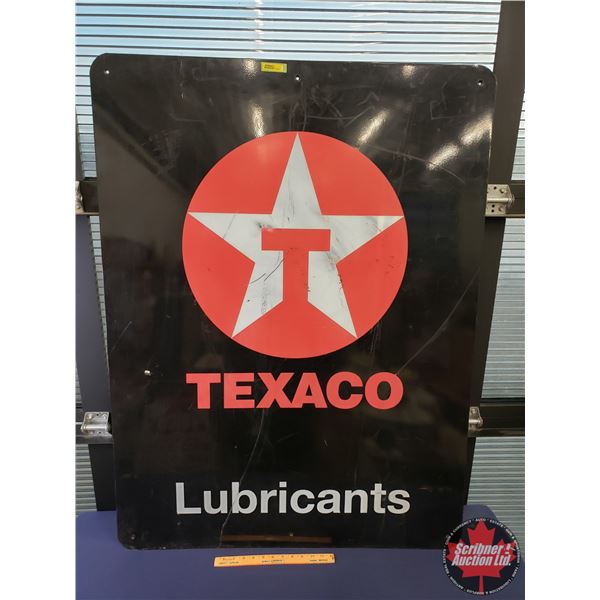 T
TEXACO
Lubricants
Scribner !
Auction Ltd.